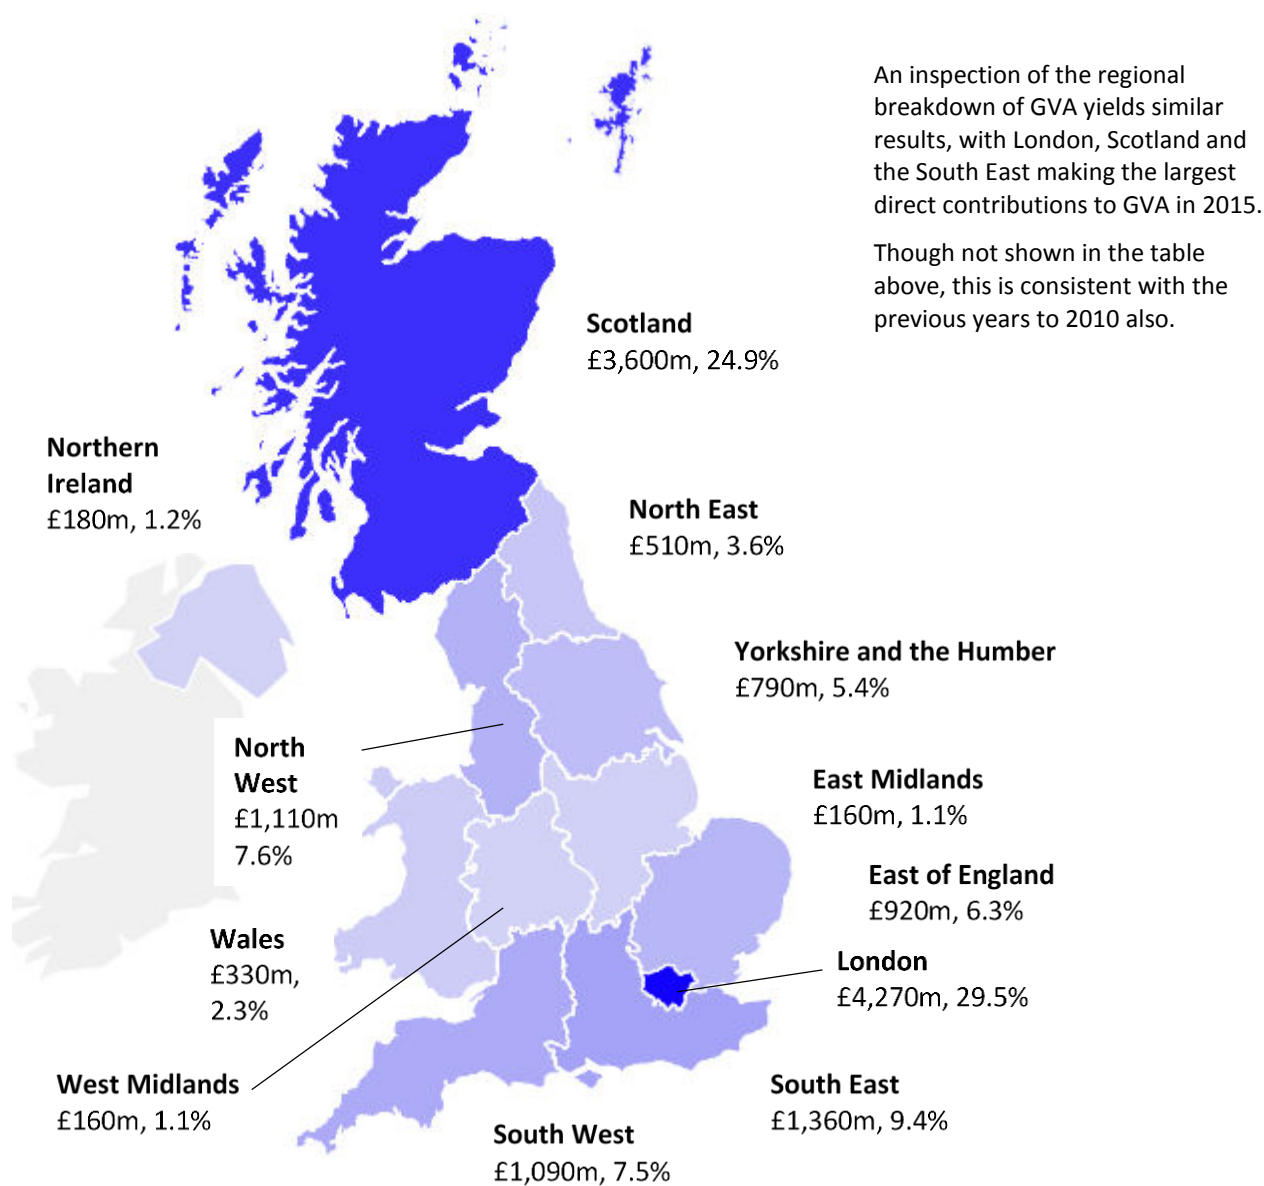 An inspection of the regional
breakdown of GVA yields similar
results, with London, Scotland and
the South East making the largest
direct contributions to GVA in 2015.
Though not shown in the table
above, this is consistent with the
previous years to 2010 also.
Scotland
£3,600m, 24.9%
Northern
Ireland
£180m, 1.2%
North East
£510m, 3.6%
Yorkshire and the Humber
£790m, 5.4%
North
West
£1,110m
7.6%
East Midlands
£160m, 1.1%
East of England
£920m, 6.3%
Wales
£330m,
2.3%
London
£4,270m, 29.5%
West Midlands
£160m, 1.1%
South East
£1,360m, 9.4%
South West
£1,090m, 7.5%